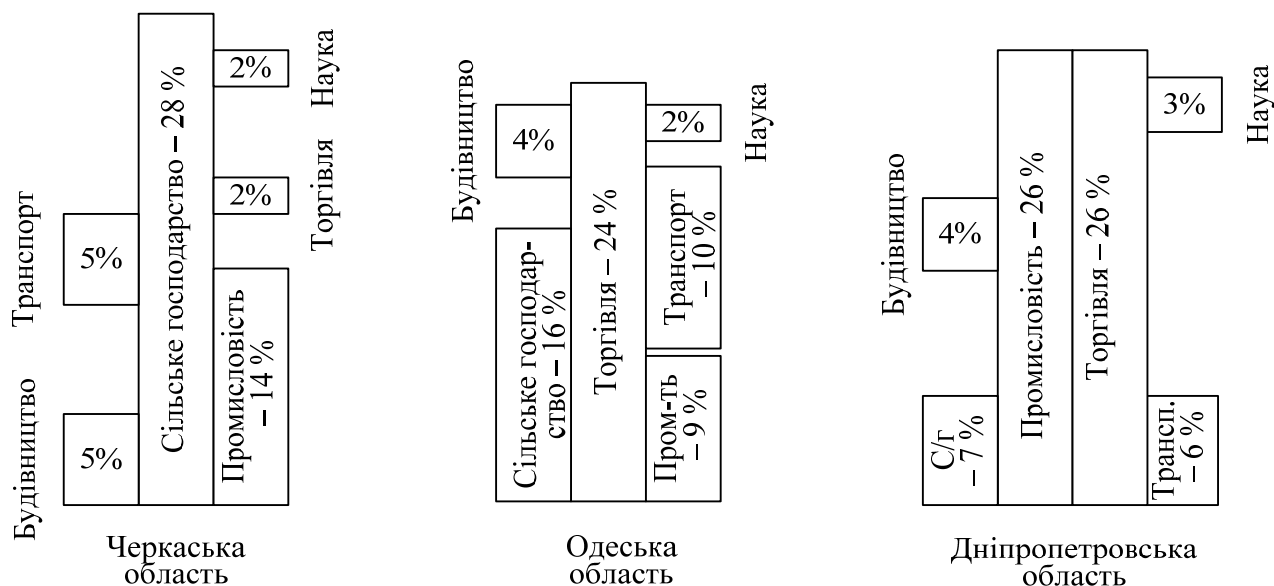 Транспорт
5%
Будівництво
5%
Сільське господарство – 28 %
2%
Наука
2%
Торгівля
Промисловість
– 14 %
Черкаська
область
Будівництво
4%
Сільське господар-
ство – 16 %
Торгівля – 24 %
2%
Наука
Транспорт
– 10 %
Пром-ть
– 9 %
Одеська
область
Будівництво
4%
С/г
– 7 %
Промисловість – 26 %
Торгівля – 26 %
3%
Наука
Трансп.
– 6 %
Дніпропетровська
область